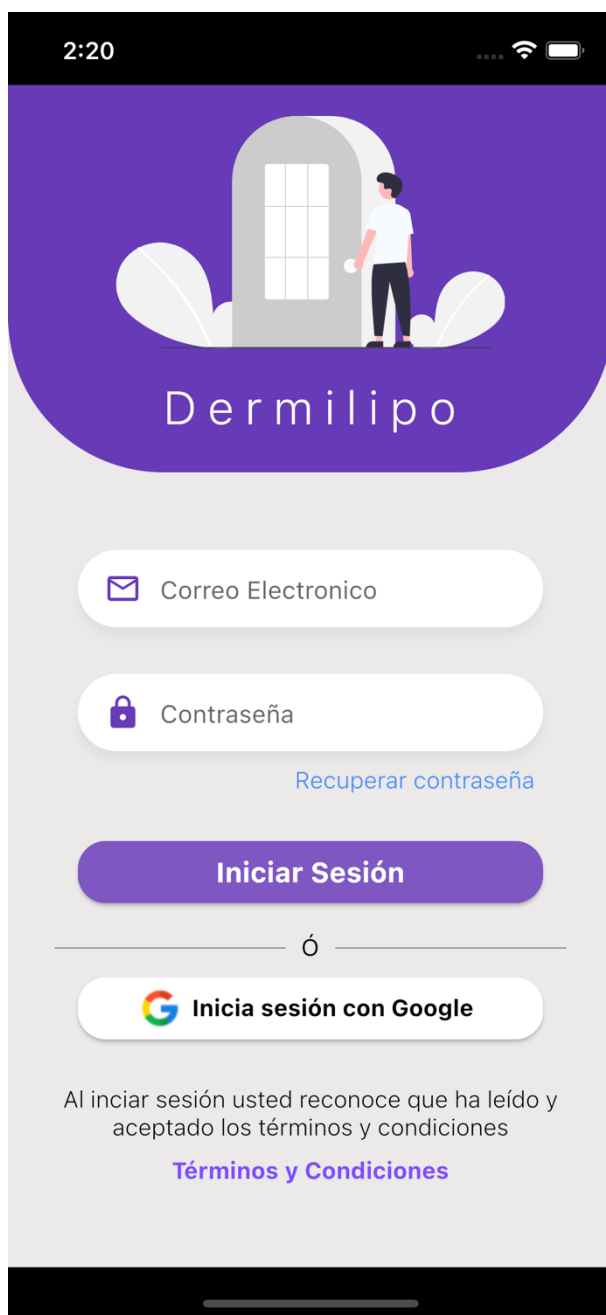 2:20
Dermilipo
Correo Electronico
Contraseña
Recuperar contraseña
Iniciar Sesión
Ó
Inicia sesión con Google
Al inciar sesión usted reconoce que ha leído y
aceptado los términos y condiciones
Términos y Condiciones